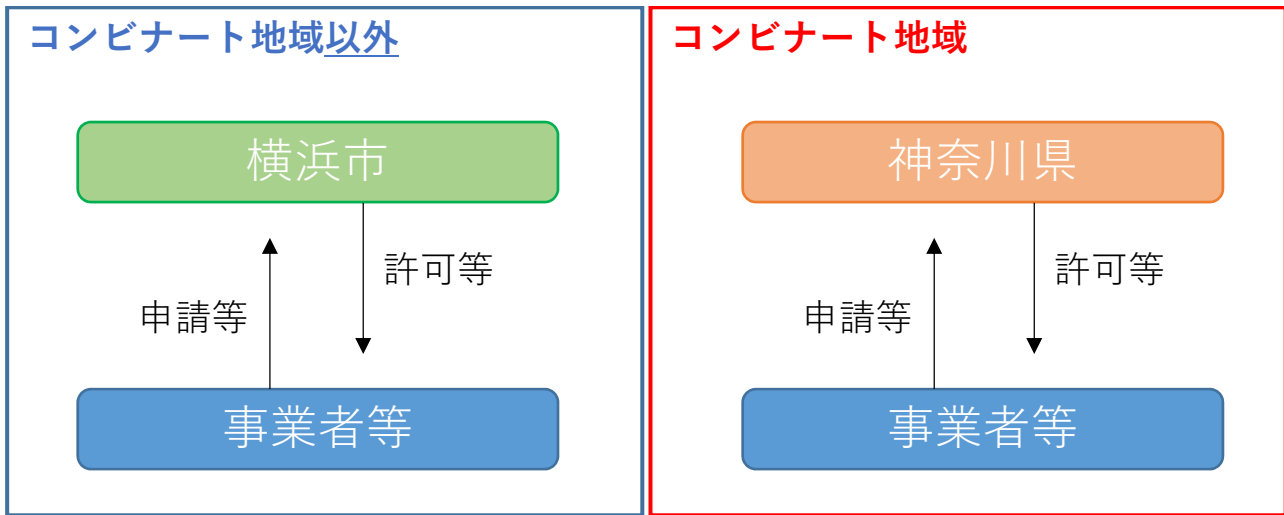 コンビナート地域以外
横浜市
許可等
申請等
事業者等
コンビナート地域
神奈川県
許可等
申請等
事業者等